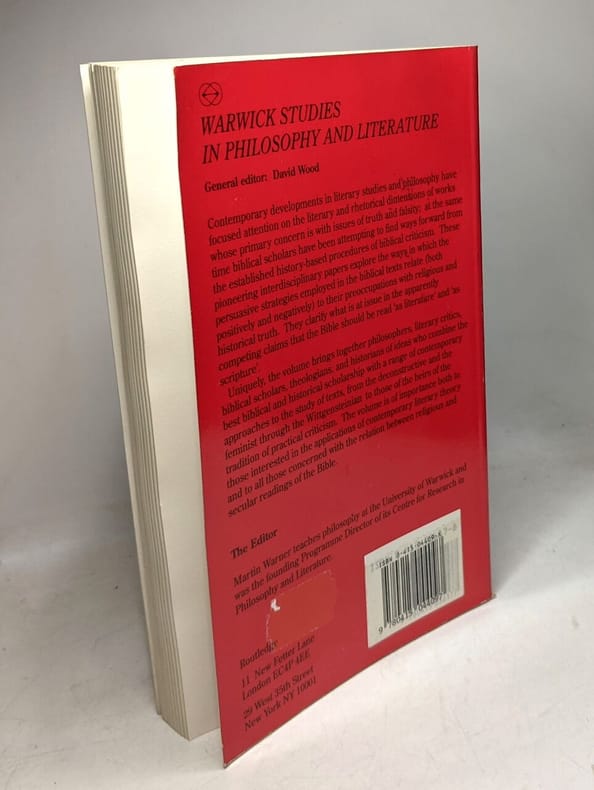 WARWICK STUDIES
IN PHILOSOPHY AND LITERATURE
General editor: David Wood
Contemporary developments in literary studies and philosophy have
focused attention on the literary and rhetorical dimensions of works
whose primary concern is with issues of truth and falsity; at the same
time biblical scholars have been attempting to find ways forward from
the established history-based procedures of biblical criticism. These
pioneering interdisciplinary papers explore the ways in which the
persuasive strategies employed in the biblical texts relate (both
positively and negatively) to their preoccupations with religious and
historical truth. They clarify what is at issue in the apparently
competing claims that the Bible should be read 'as literature' and 'as
scripture'.
Uniquely, the volume brings together philosophers, literary critics,
biblical scholars, theologians, and historians of ideas who combine the
best biblical and historical scholarship with a range of contemporary
approaches to the study of texts, from the deconstructive and the
feminist through the Wittgensteinian to those of the heirs of the
tradition of practical criticism. The volume is of importance both to
those interested in the applications of contemporary literary theory
and to all those concerned with the relation between religious and
secular readings of the Bible.
The Editor
Martin Warner teaches philosophy at the University of Warwick and
was the founding Programme Director of its Centre for Research in
Philosophy and Literature.
Routledge
11 New Fetter Lane
London EC4P 4EE
29 West 35th Street
New York NY 10001
ISBN 0-415-04409-
9 780415 04409